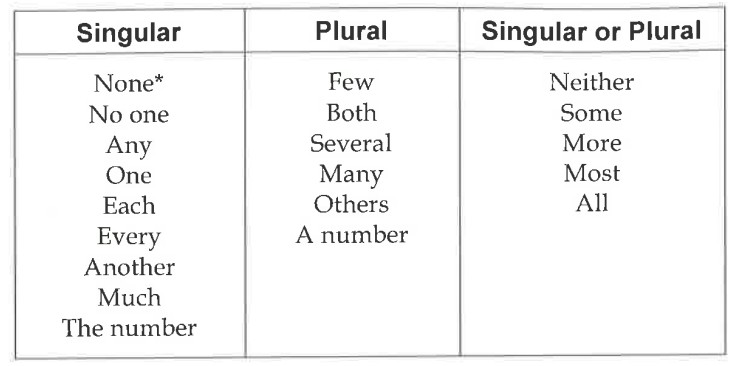 Singular Plural Singular or Plural
None* Few Neither
No one Both Some
Any Several More
One Many Most
Each Others All
Every A number
Another
Much
The number